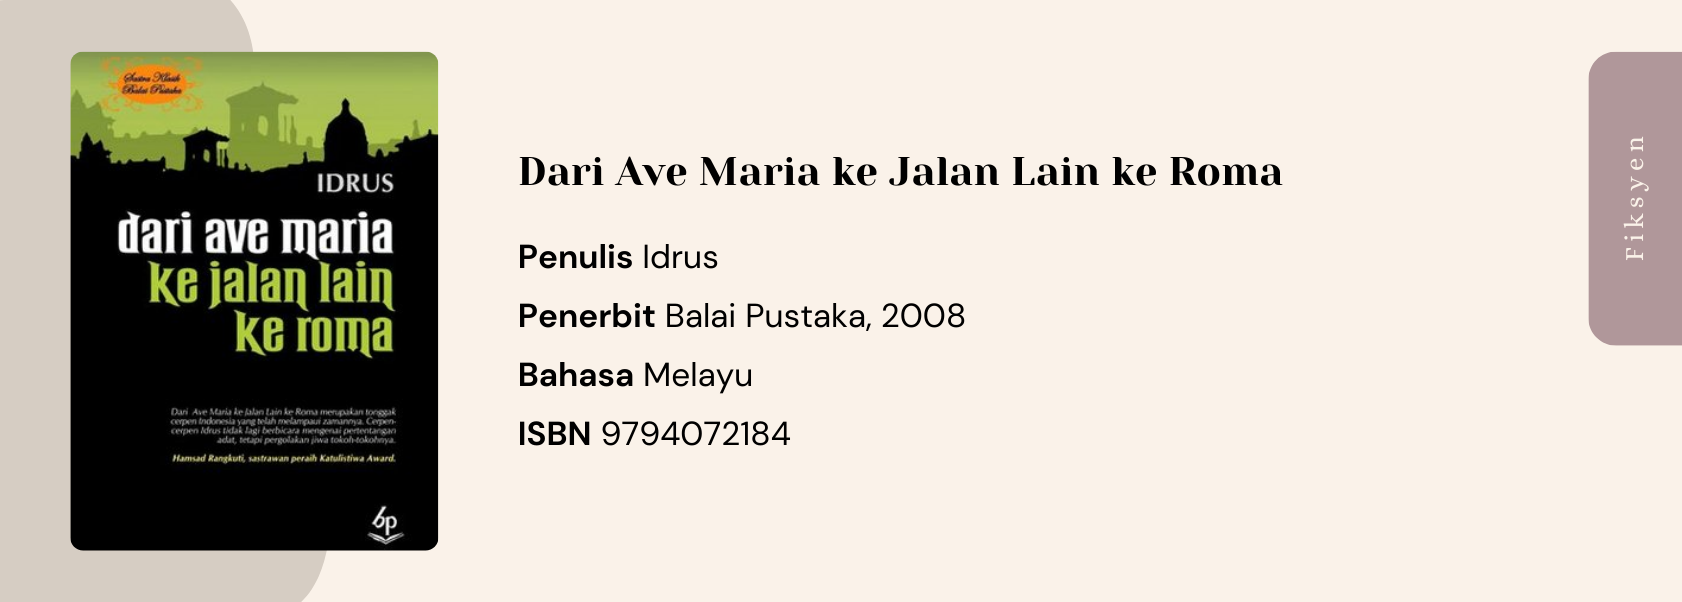 Sastra Klasik
Balai Pustaka
IDRUS
dari ave maria
ke jalan lain
ke roma
Dari Ave Maria ke Jalan Lain ke Roma merupakan tonggak
cerpen Indonesia yang telah melampaui zamannya. Cerpen-
cerpen Idrus tidak lagi berbicara mengenai pertentangan
adat, tetapi pergolakan jiwa tokoh-tokohnya.
Hamsad Rangkuti, sastrawan peraih Katulistiwa Award.
bp
Dari Ave Maria ke Jalan Lain ke Roma
Penulis Idrus
Penerbit Balai Pustaka, 2008
Bahasa Melayu
ISBN 9794072184
Fiksyen